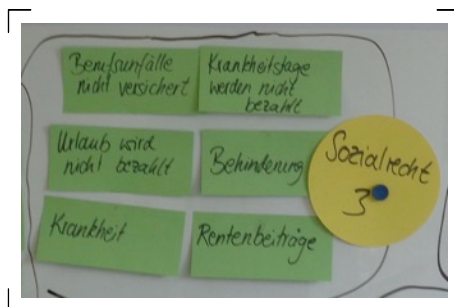 Berufsunfälle
nicht versichert
Krankheitstage
werden nicht
bezahlt
Urlaub wird
nicht bezahlt
Behinderung
Sozialrecht
3
Krankheit
Rentenbeiträge